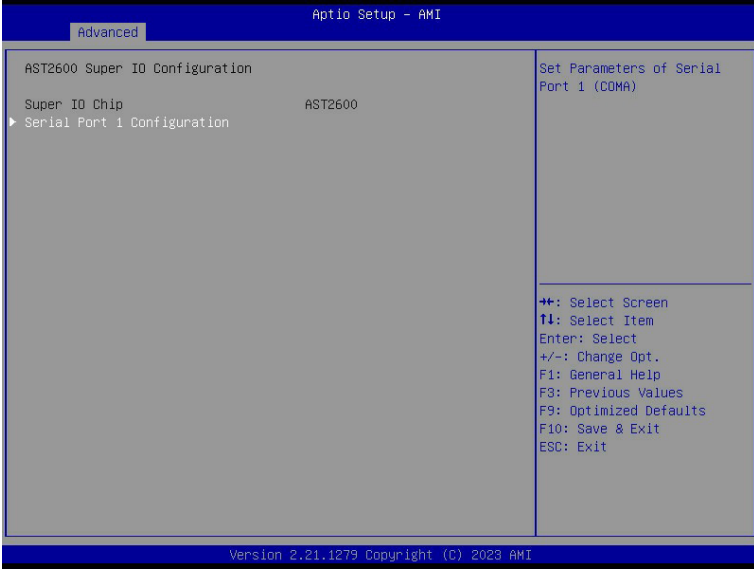 Aptio Setup - AMI
Advanced
AST2600 Super IO Configuration
Super IO Chip AST2600
Serial Port 1 Configuration
Set Parameters of Serial
Port 1 (COMA)
→←: Select Screen
↑↓: Select Item
Enter: Select
+/-: Change Opt.
F1: General Help
F3: Previous Values
F9: Optimized Defaults
F10: Save & Exit
ESC: Exit
Version 2.21.1279 Copyright (C) 2023 AMI